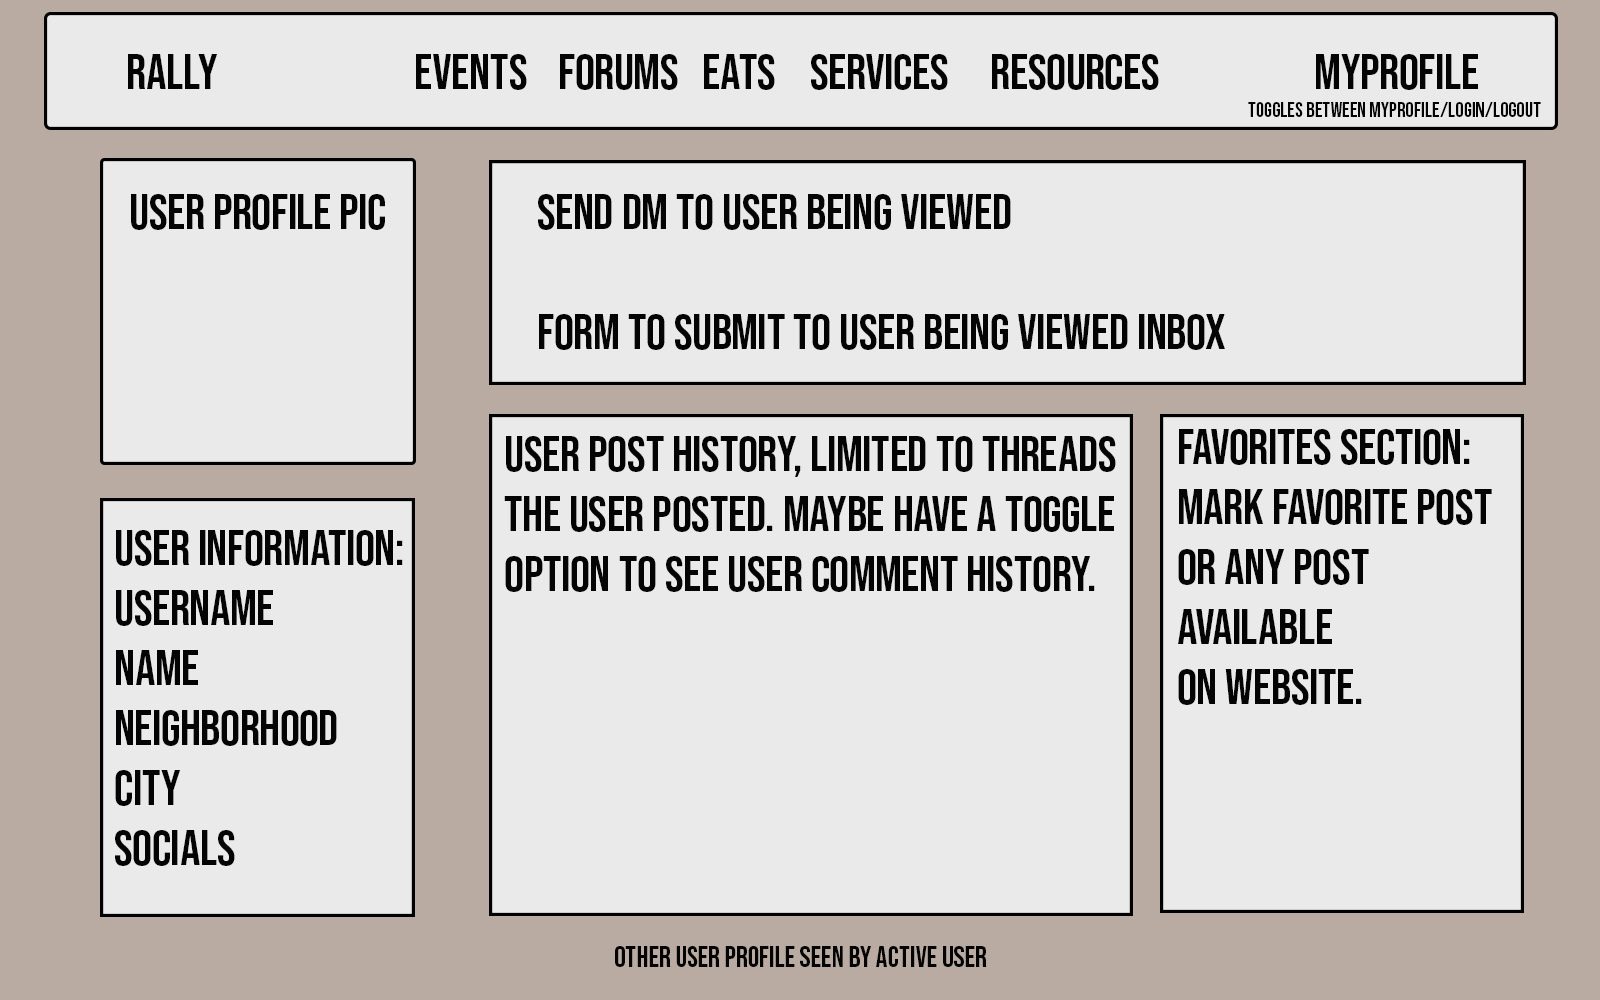 RALLY EVENTS FORUMS EATS SERVICES RESOURCES MYPROFILE
TOGGLES BETWEEN MYPROFILE/LOGIN/LOGOUT
USER PROFILE PIC
USER INFORMATION:
USERNAME
NAME
NEIGHBORHOOD
CITY
SOCIALS
SEND DM TO USER BEING VIEWED
FORM TO SUBMIT TO USER BEING VIEWED INBOX
USER POST HISTORY, LIMITED TO THREADS
THE USER POSTED. MAYBE HAVE A TOGGLE
OPTION TO SEE USER COMMENT HISTORY.
FAVORITES SECTION:
MARK FAVORITE POST
OR ANY POST
AVAILABLE
ON WEBSITE.
OTHER USER PROFILE SEEN BY ACTIVE USER